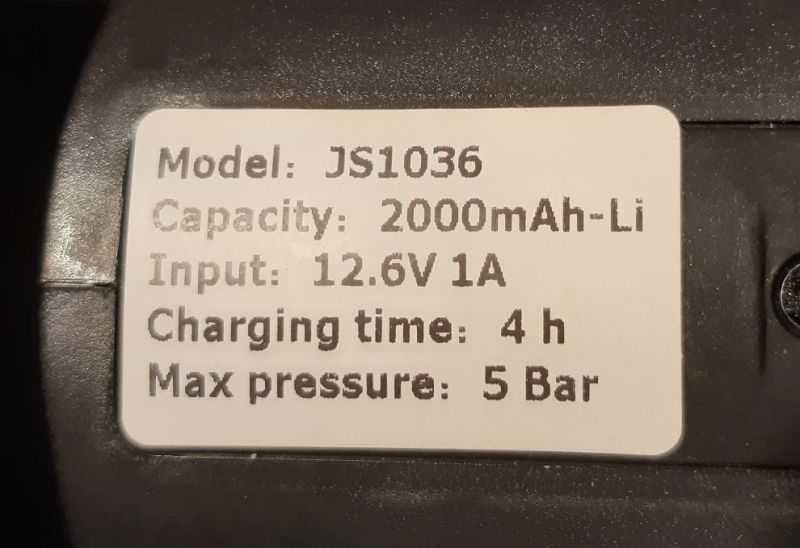 Model: JS1036
Capacity: 2000mAh-Li
Input: 12.6V 1A
Charging time: 4 h
Max pressure: 5 Bar